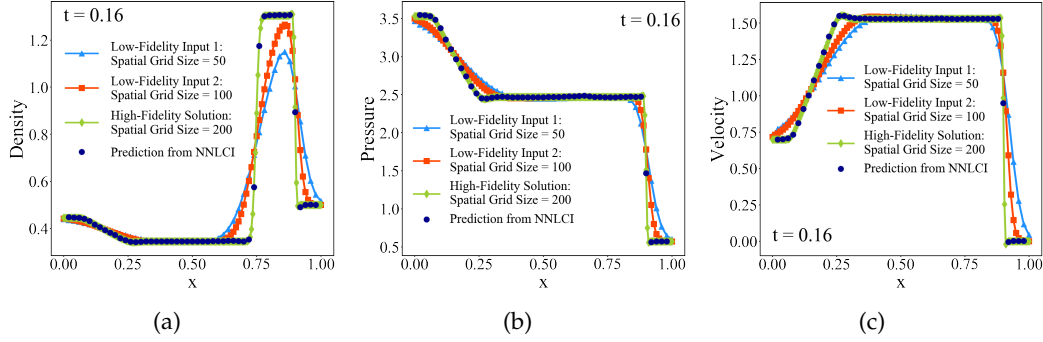 t = 0.16
Low-Fidelity Input 1:
Spatial Grid Size = 50
Low-Fidelity Input 2:
Spatial Grid Size = 100
High-Fidelity Solution:
Spatial Grid Size = 200
Prediction from NNLCI
Density
1.2
1.0
0.8
0.6
0.4
0.00
0.25
0.50
0.75
1.00
x
(a)
t = 0.16
Low-Fidelity Input 1:
Spatial Grid Size = 50
Low-Fidelity Input 2:
Spatial Grid Size = 100
High-Fidelity Solution:
Spatial Grid Size = 200
Prediction from NNLCI
Pressure
3.5
3.0
2.5
2.0
1.5
1.0
0.5
0.00
0.25
0.50
0.75
1.00
x
(b)
Low-Fidelity Input 1:
Spatial Grid Size = 50
Low-Fidelity Input 2:
Spatial Grid Size = 100
High-Fidelity Solution:
Spatial Grid Size = 200
Prediction from NNLCI
t = 0.16
Velocity
1.50
1.25
1.00
0.75
0.50
0.25
0.00
0.00
0.25
0.50
0.75
1.00
x
(c)